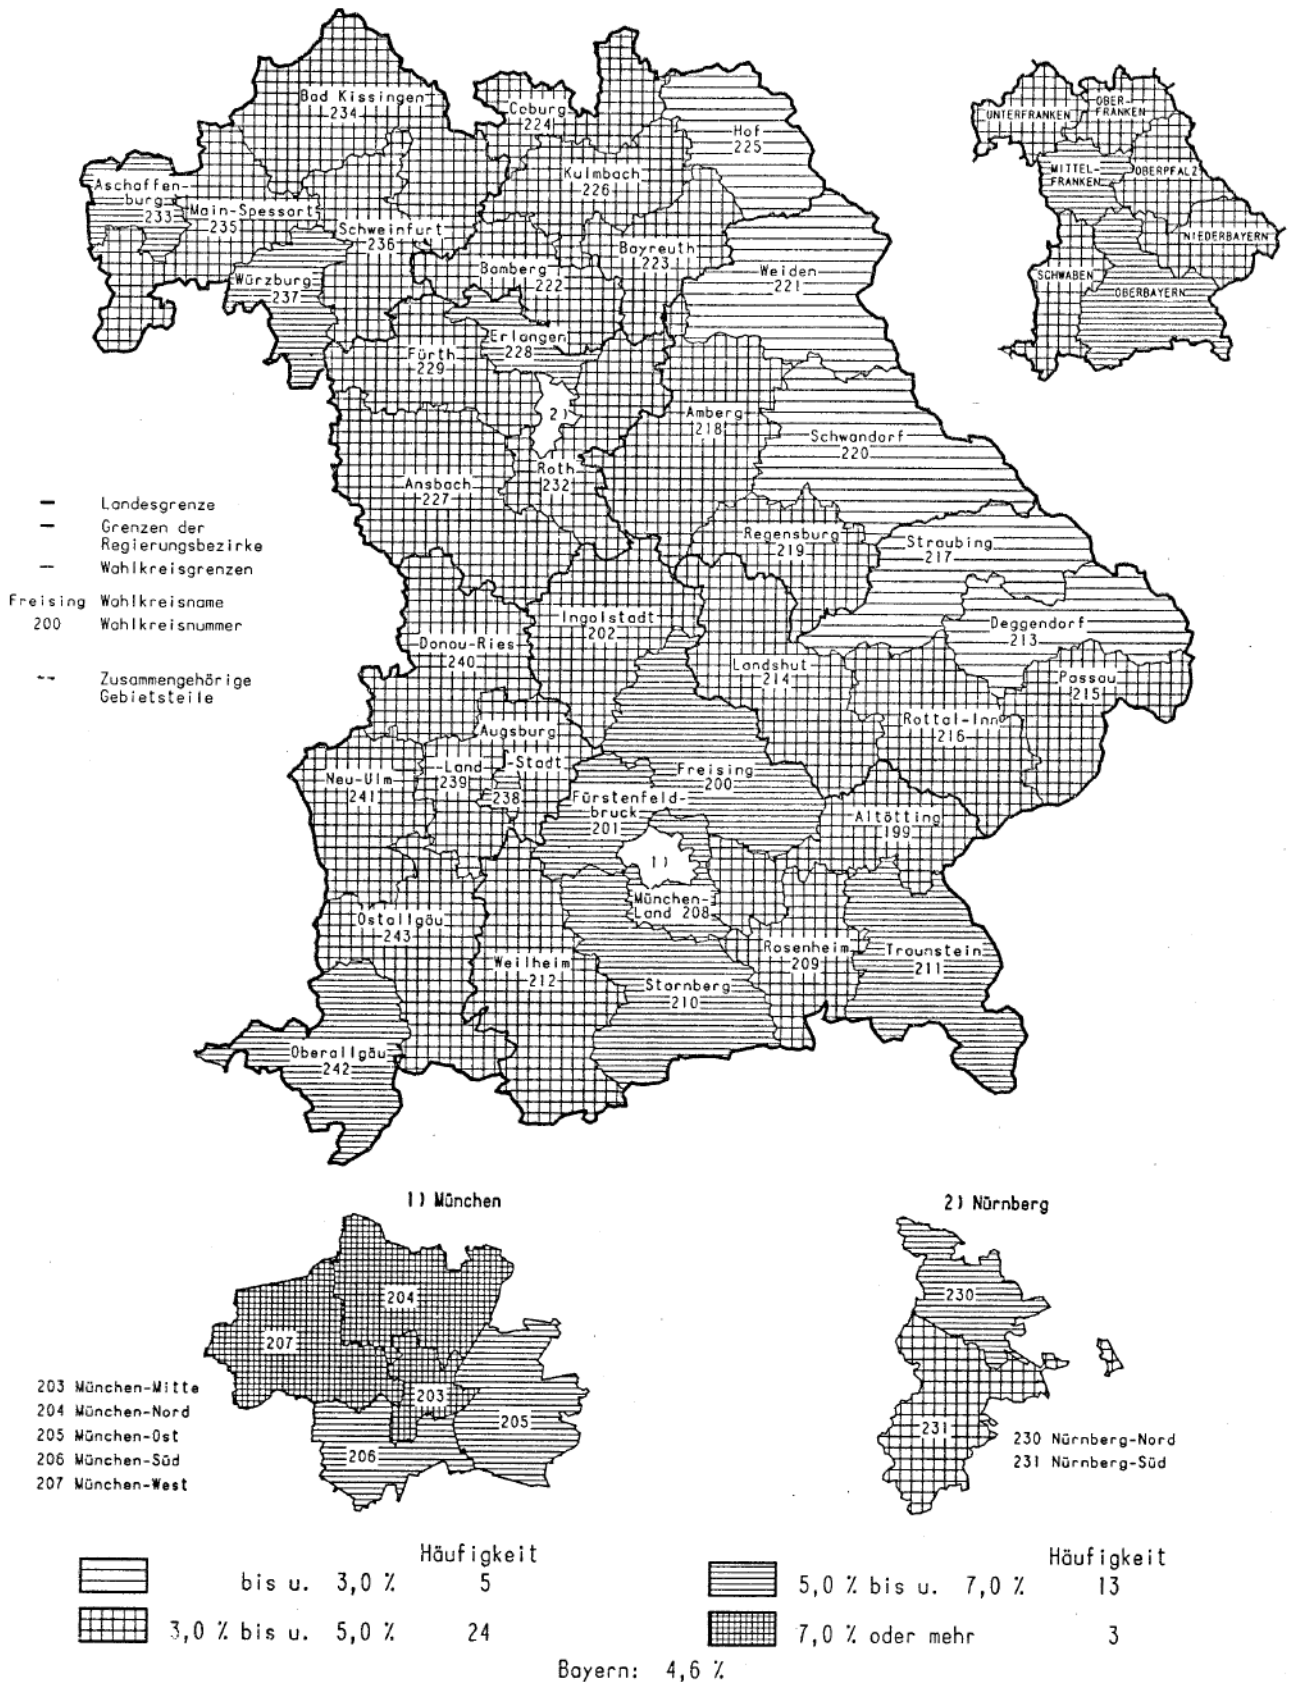 Bad Kissingen
234
Coburg
224
Hof
225
Kulmbach
226
Aschaffen-
burg
233
Main-Spessart
235
Schweinfurt
236
Bayreuth
223
Bamberg
222
Würzburg
237
Weiden
221
Erlangen
228
Fürth
229
2)
Amberg
218
Schwandorf
220
Ansbach
227
Roth
232
Regensburg
219
Straubing
217
Ingolstadt
202
Deggendorf
213
Donau-Ries
240
Landshut
214
Passau
215
Rottal-Inn
216
Augsburg
-Land
239
-Stadt
238
Neu-Ulm
241
Freising
200
Fürstenfeld-
bruck
201
Altötting
199
1)
München-
Land 208
Ostallgäu
243
Weilheim
212
Rosenheim
209
Traunstein
211
Starnberg
210
Oberallgäu
242
UNTERFRANKEN
OBER-
FRANKEN
MITTEL-
FRANKEN
OBERPFALZ
NIEDERBAYERN
SCHWABEN
OBERBAYERN
Landesgrenze
Grenzen der
Regierungsbezirke
Wahlkreisgrenzen
Freising Wahlkreisname
200 Wahlkreisnummer
Zusammengehörige
Gebietsteile
1) München
204
207
203
205
206
203 München-Mitte
204 München-Nord
205 München-Ost
206 München-Süd
207 München-West
2) Nürnberg
230
231
230 Nürnberg-Nord
231 Nürnberg-Süd
Häufigkeit
bis u. 3,0 % 5
3,0 % bis u. 5,0 % 24
Häufigkeit
5,0 % bis u. 7,0 % 13
7,0 % oder mehr 3
Bayern: 4,6 %